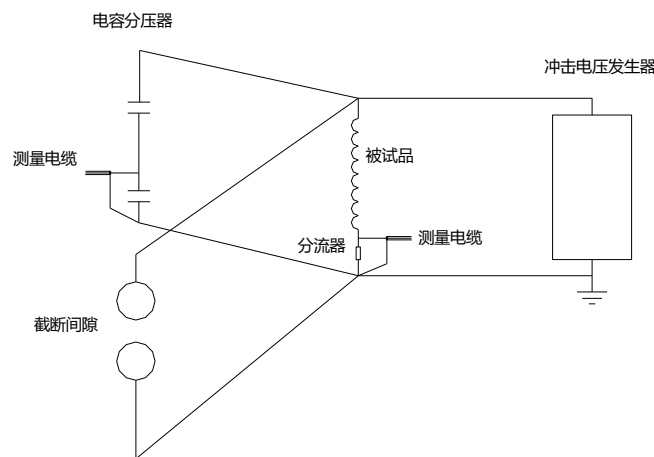 电容分压器
冲击电压发生器
测量电缆
被试品
分流器
测量电缆
截断间隙